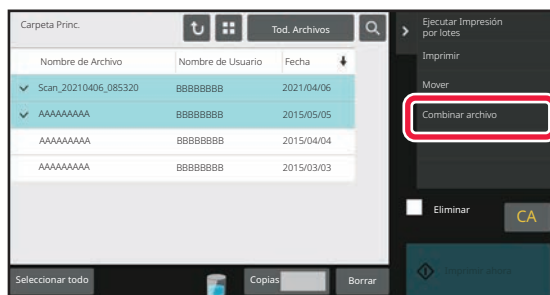 Carpeta Princ.
Tod. Archivos
Nombre de Archivo Nombre de Usuario Fecha
Scan_20210406_085320 BBBBBBBB 2021/04/06
AAAAAAAAA BBBBBBBB 2015/05/05
AAAAAAAAA BBBBBBBB 2015/04/04
AAAAAAAAA BBBBBBBB 2015/03/03
Seleccionar todo
Copias
Borrar
Ejecutar Impresión
por lotes
Imprimir
Mover
Combinar archivo
Eliminar
CA
Imprimir ahora